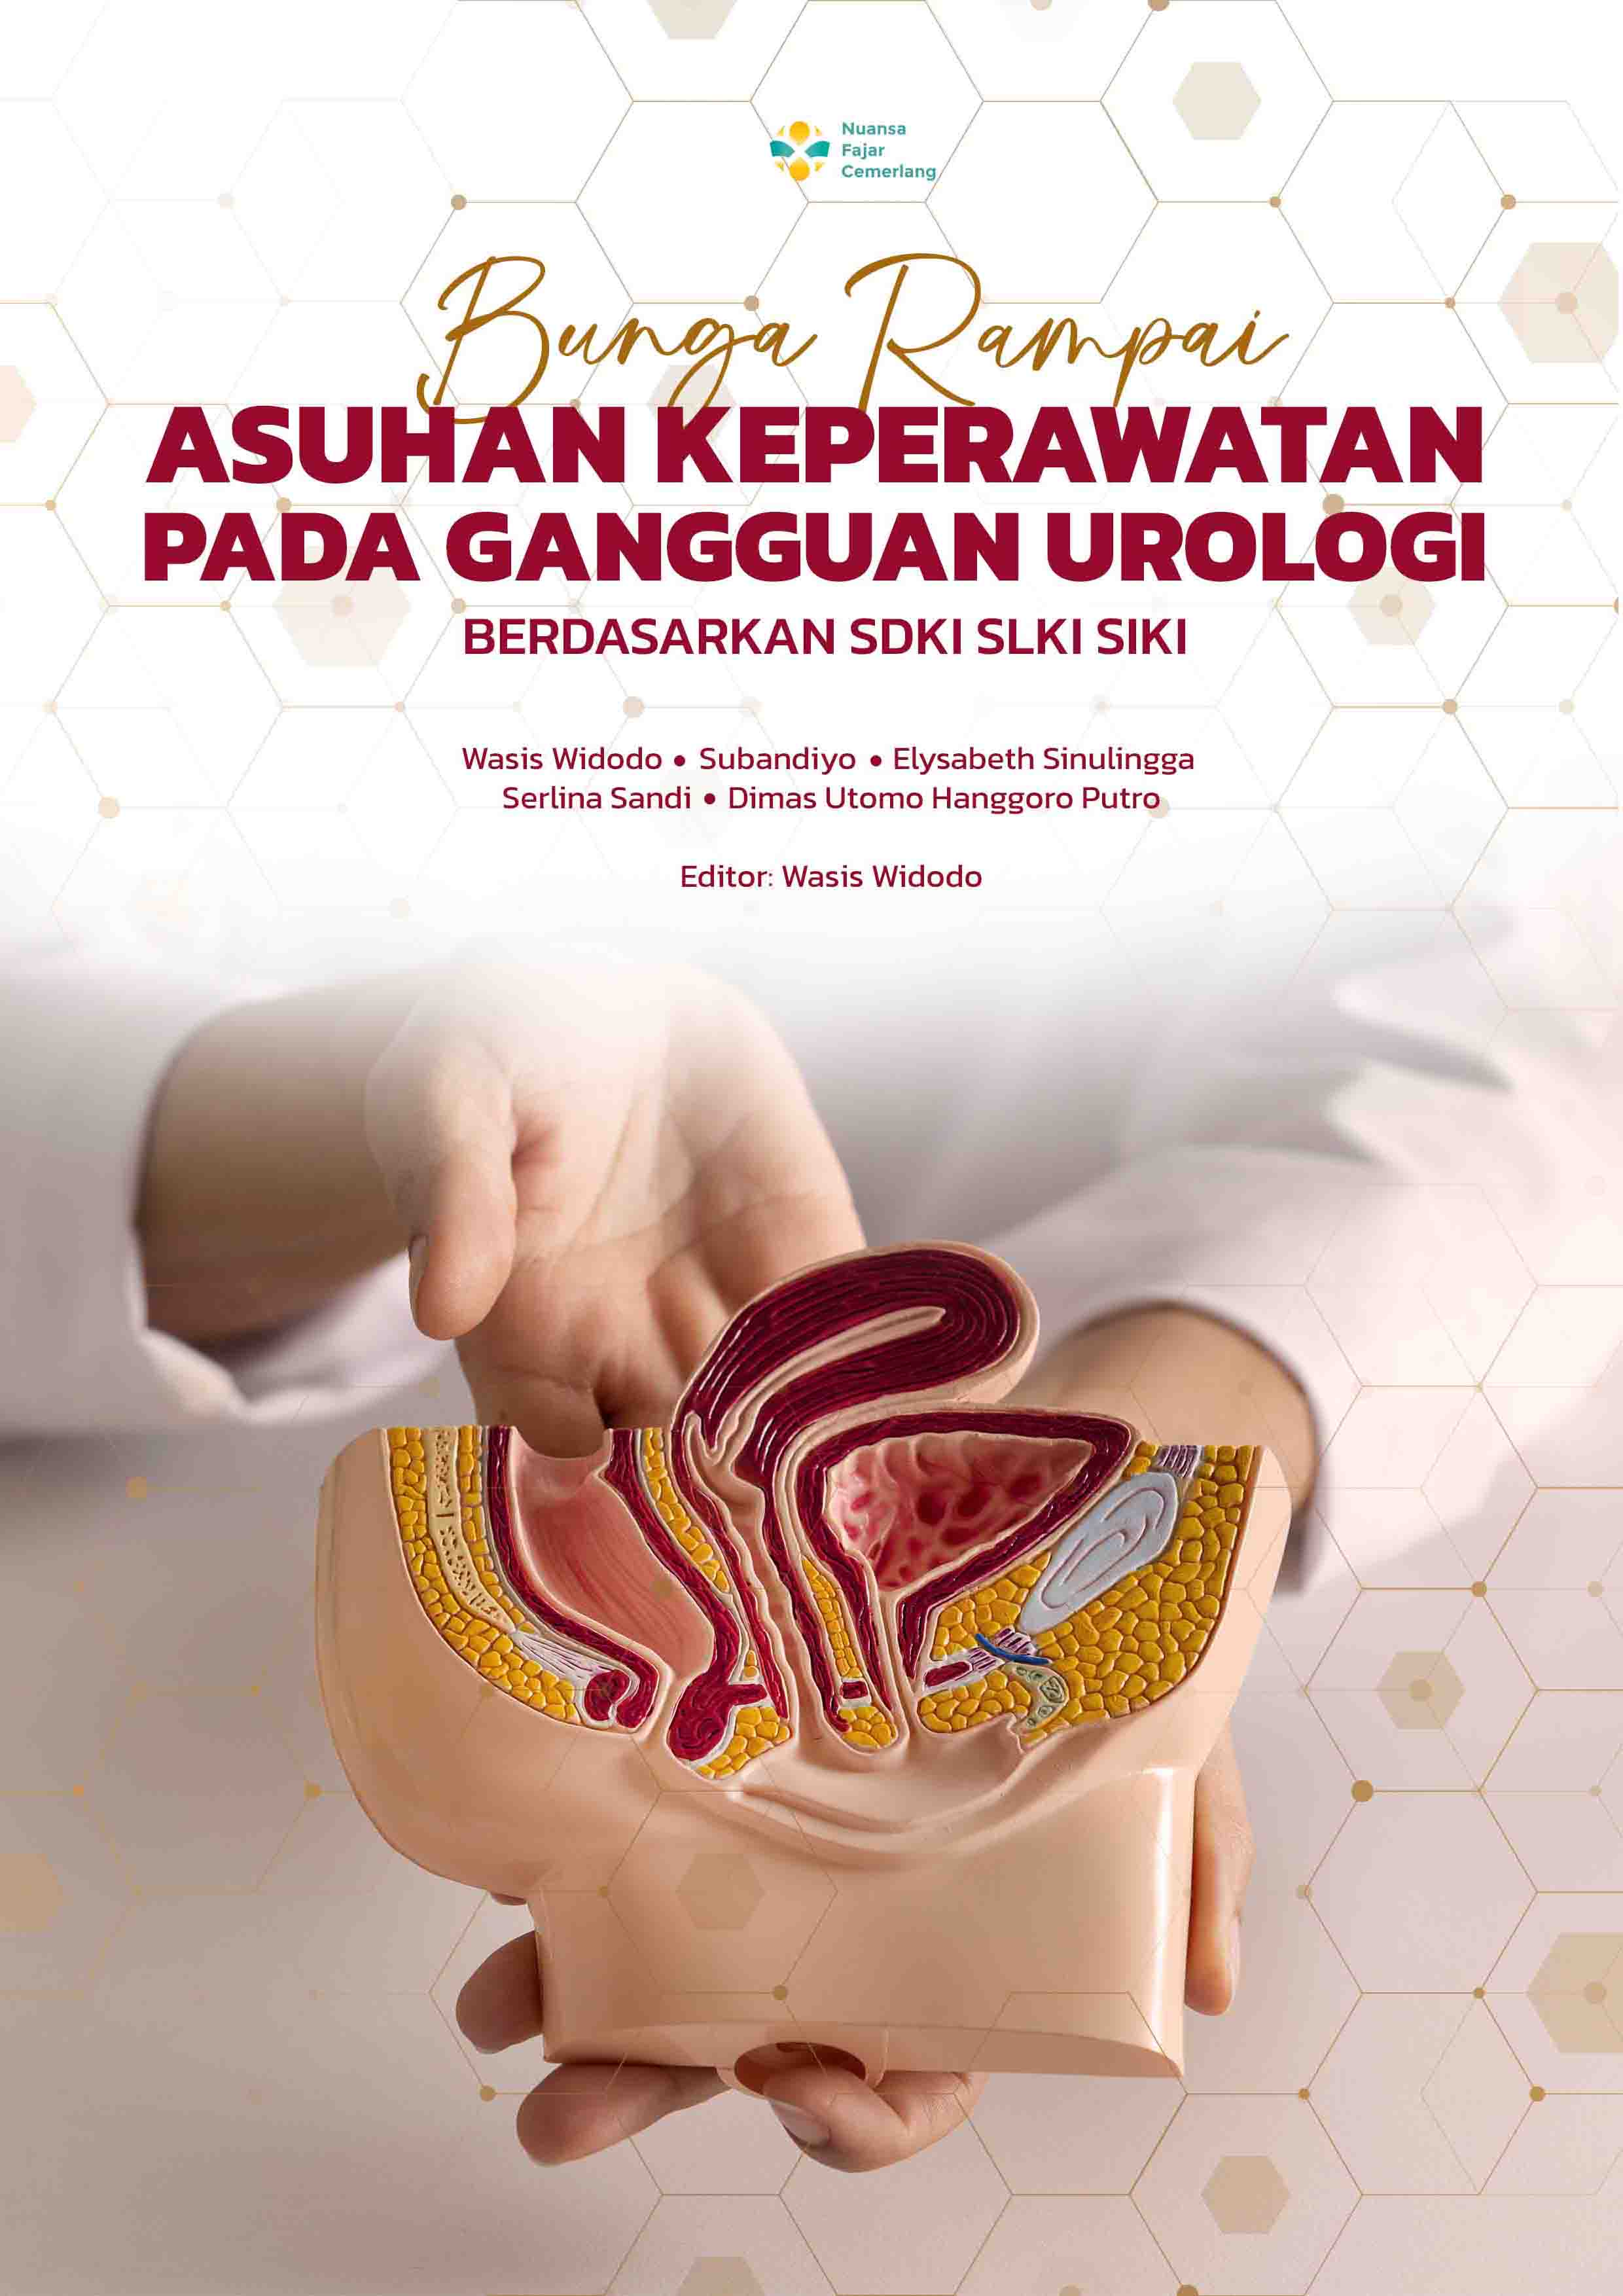 Nuansa
Fajar
Cemerlang
Bunga Rampai
ASUHAN KEPERAWATAN
PADA GANGGUAN UROLOGI
BERDASARKAN SDKI SLKI SIKI
Wasis Widodo • Subandiyo • Elysabeth Sinulingga
Serlina Sandi • Dimas Utomo Hanggoro Putro
Editor: Wasis Widodo